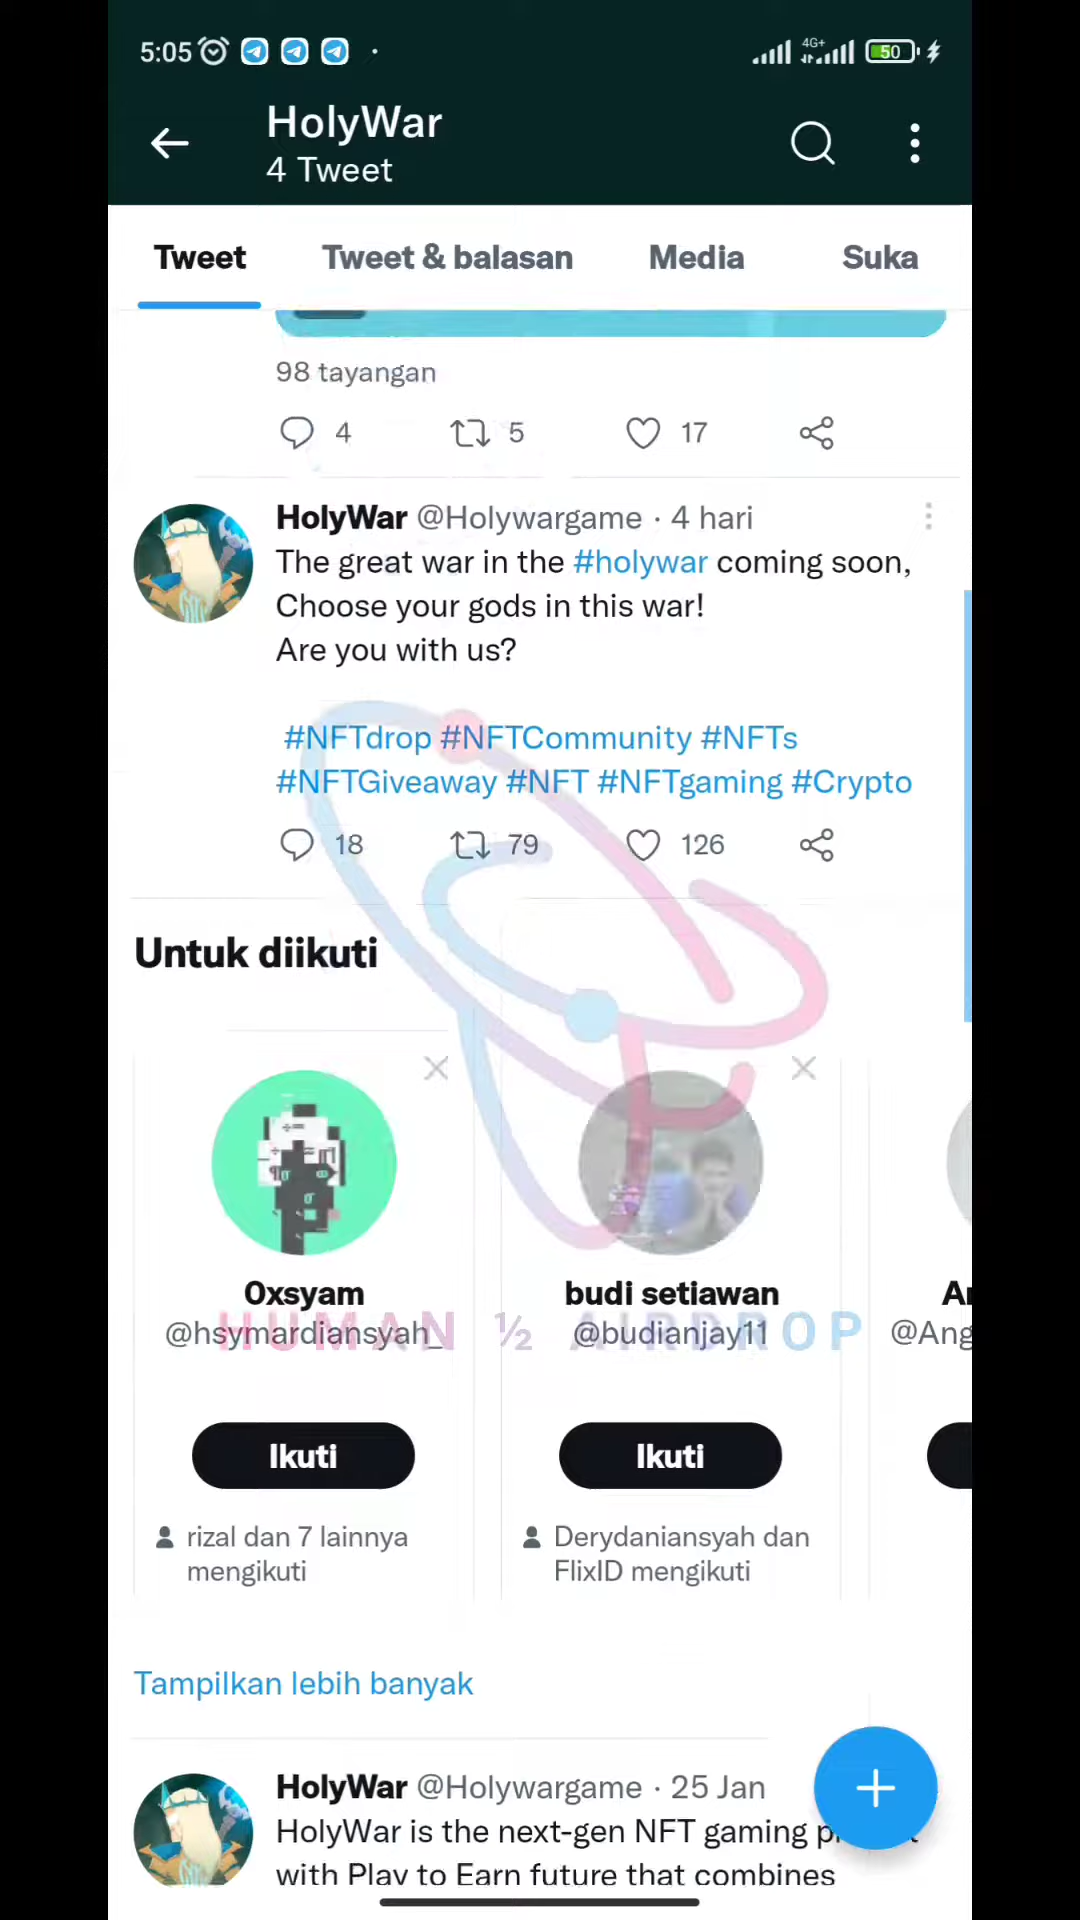 5:05
4G+
50
HolyWar
4 Tweet
Tweet
Tweet & balasan
Media
Suka
98 tayangan
4
5
17
HolyWar @Holywargame · 4 hari
The great war in the #holywar coming soon,
Choose your gods in this war!
Are you with us?
#NFTdrop #NFTCommunity #NFTs
#NFTGiveaway #NFT #NFTgaming #Crypto
18
79
126
Untuk diikuti
0xsyam
@hsymardiansyah_
Ikuti
rizal dan 7 lainnya
mengikuti
budi setiawan
@budianjay11
Ikuti
Derydaniansyah dan
FlixID mengikuti
@Ang
HUMAN ½ AIRDROP
Tampilkan lebih banyak
HolyWar @Holywargame · 25 Jan
HolyWar is the next-gen NFT gaming
with Play to Earn future that combines